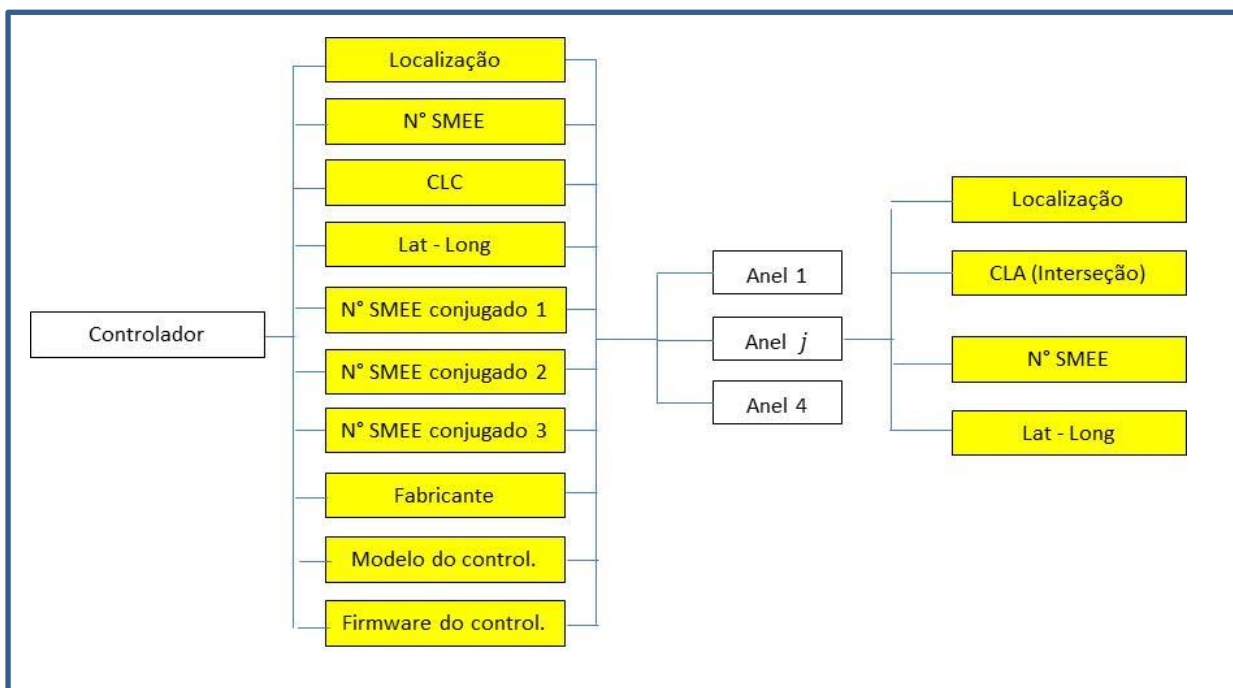 Controlador
Localização
N° SMEE
CLC
Lat - Long
N° SMEE conjugado 1
N° SMEE conjugado 2
N° SMEE conjugado 3
Fabricante
Modelo do control.
Firmware do control.
Anel 1
Anel j
Anel 4
Localização
CLA (Interseção)
N° SMEE
Lat - Long